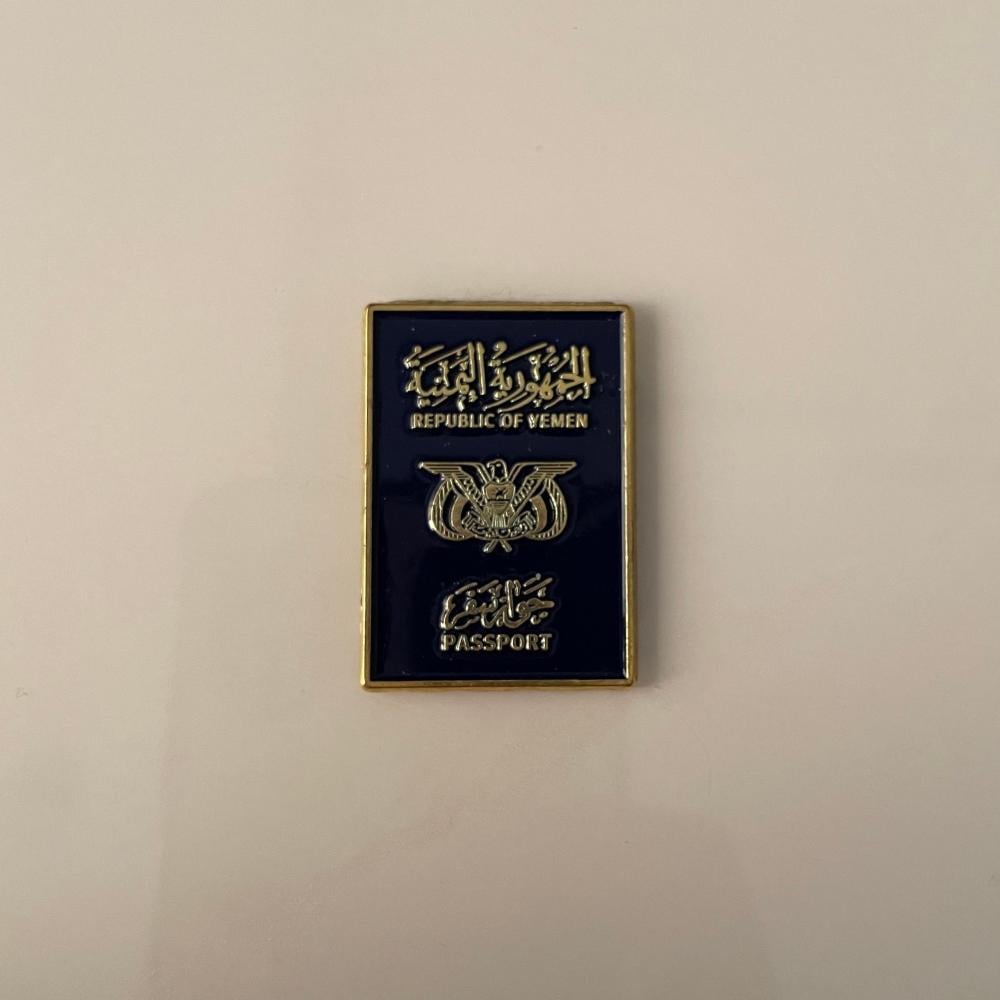 الجمهورية اليمنية
REPUBLIC OF YEMEN
جواز سفر
PASSPORT